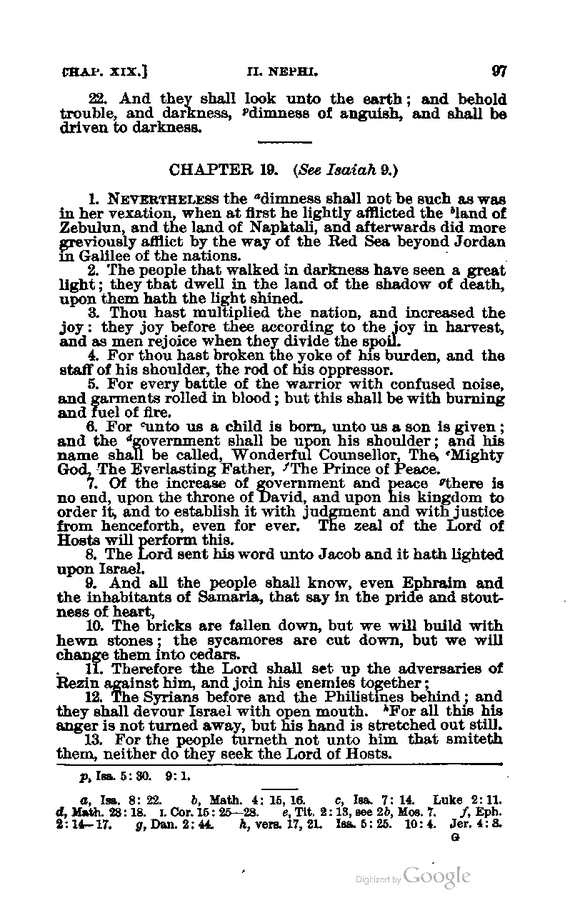 CHAP. XIX.] II. NEPHI. 97
22. And they shall look unto the earth; and behold
trouble, and darkness, pdimness of anguish, and shall be
driven to darkness.
CHAPTER 19. (See Isaiah 9.)
1. NEVERTHELESS the adimness shall not be such as was
in her vexation, when at first he lightly afflicted the bland of
Zebulun, and the land of Naphtali, and afterwards did more
greviously afflict by the way of the Red Sea beyond Jordan
in Galilee of the nations.
2. The people that walked in darkness have seen a great
light; they that dwell in the land of the shadow of death,
upon them hath the light shined.
3. Thou hast multiplied the nation, and increased the
joy: they joy before thee according to the joy in harvest,
and as men rejoice when they divide the spoil.
4. For thou hast broken the yoke of his burden, and the
staff of his shoulder, the rod of his oppressor.
5. For every battle of the warrior with confused noise,
and garments rolled in blood; but this shall be with burning
and fuel of fire.
6. For cunto us a child is born, unto us a son is given;
and the dgovernment shall be upon his shoulder; and his
name shall be called, Wonderful Counsellor, The, eMighty
God, The Everlasting Father, fThe Prince of Peace.
7. Of the increase of government and peace gthere is
no end, upon the throne of David, and upon his kingdom to
order it, and to establish it with judgment and with justice
from henceforth, even for ever. The zeal of the Lord of
Hosts will perform this.
8. The Lord sent his word unto Jacob and it hath lighted
upon Israel.
9. And all the people shall know, even Ephraim and
the inhabitants of Samaria, that say in the pride and stout-
ness of heart,
10. The bricks are fallen down, but we will build with
hewn stones; the sycamores are cut down, but we will
change them into cedars.
11. Therefore the Lord shall set up the adversaries of
Rezin against him, and join his enemies together;
12. The Syrians before and the Philistines behind; and
they shall devour Israel with open mouth. hFor all this his
anger is not turned away, but his hand is stretched out still.
13. For the people turneth not unto him that smiteth
them, neither do they seek the Lord of Hosts.
p, Isa. 5: 30. 9: 1.
a, Isa. 8: 22. b, Math. 4: 15, 16. c, Isa. 7: 14. Luke 2: 11.
d, Math. 28: 18. I. Cor. 15: 25—28. e, Tit. 2: 13, see 2b, Mos. 7. f, Eph.
2: 14—17. g, Dan. 2: 44. h, vers. 17, 21. Isa. 5: 25. 10: 4. Jer. 4: 8.
G
Digitized by Google